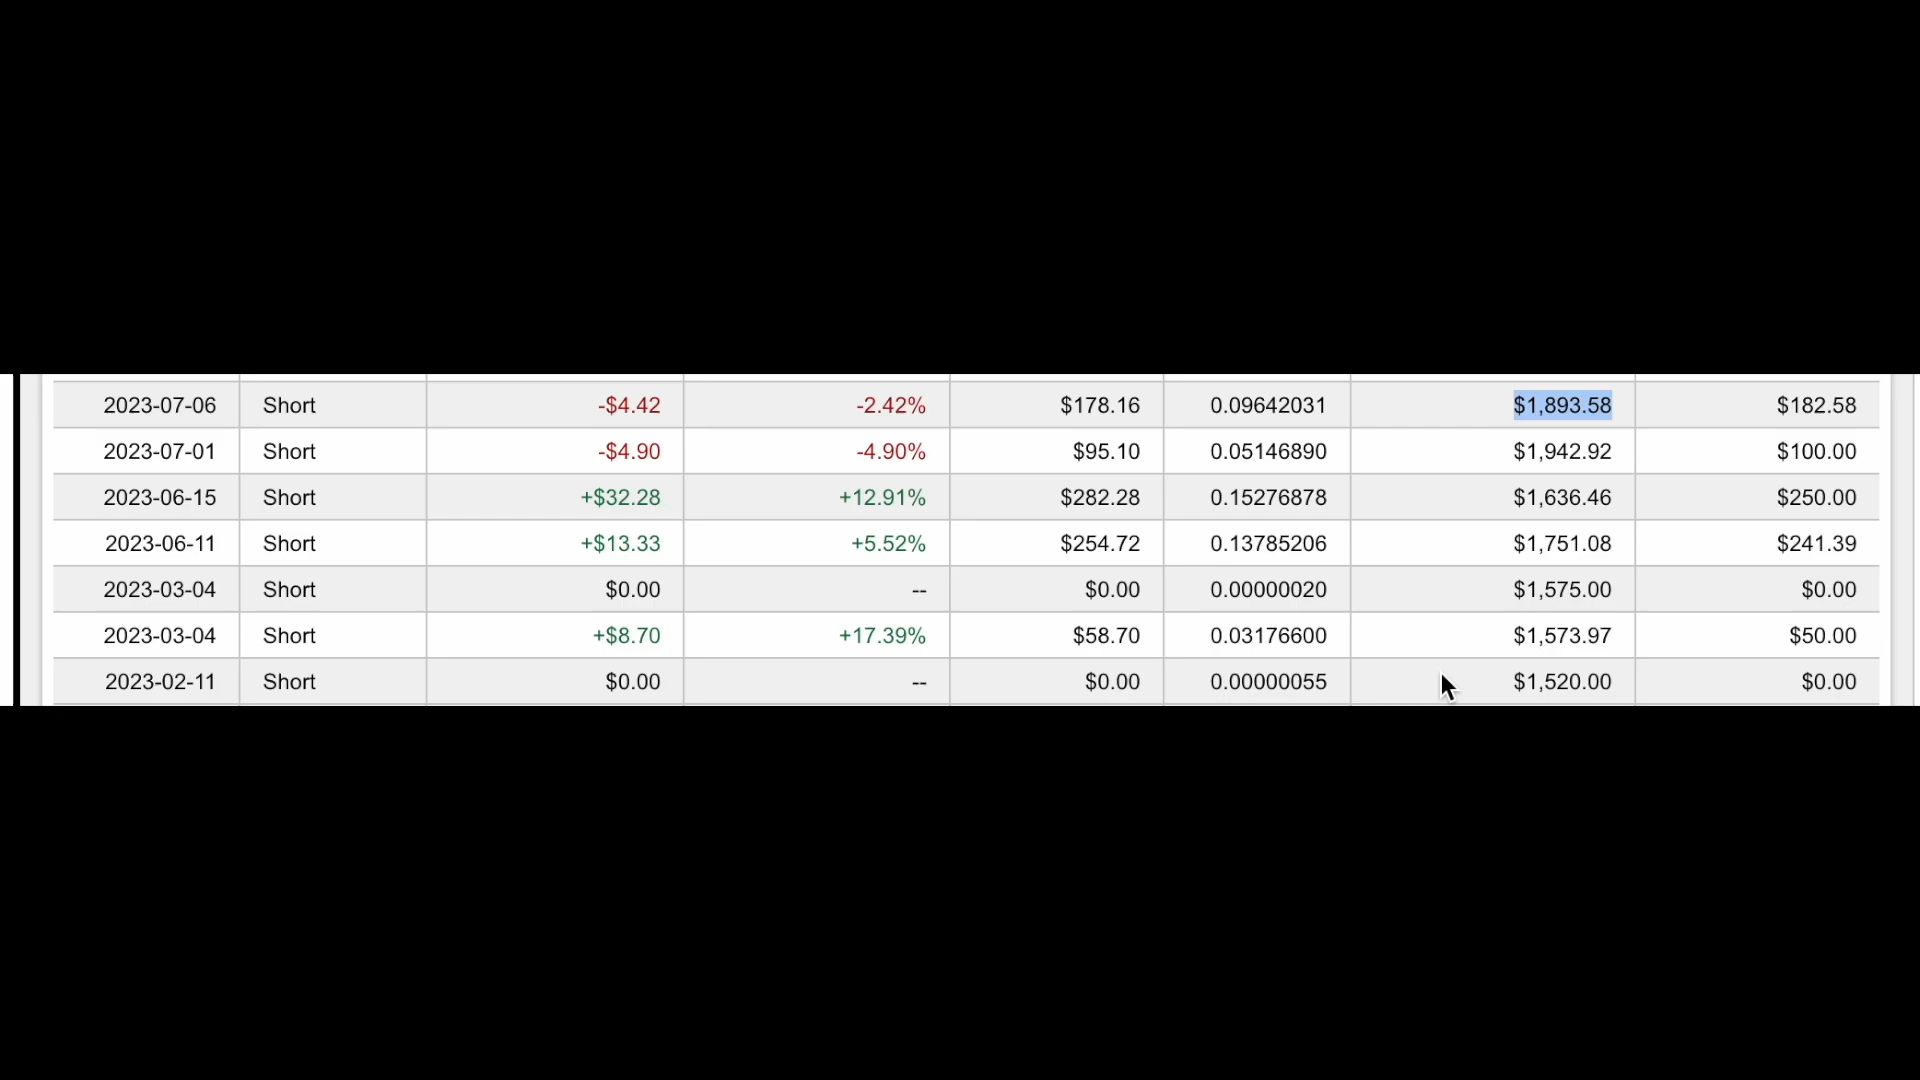 2023-07-06 Short -$4.42 -2.42% $178.16 0.09642031 $1,893.58 $182.58
2023-07-01 Short -$4.90 -4.90% $95.10 0.05146890 $1,942.92 $100.00
2023-06-15 Short +$32.28 +12.91% $282.28 0.15276878 $1,636.46 $250.00
2023-06-11 Short +$13.33 +5.52% $254.72 0.13785206 $1,751.08 $241.39
2023-03-04 Short $0.00 -- $0.00 0.00000020 $1,575.00 $0.00
2023-03-04 Short +$8.70 +17.39% $58.70 0.03176600 $1,573.97 $50.00
2023-02-11 Short $0.00 -- $0.00 0.00000055 $1,520.00 $0.00